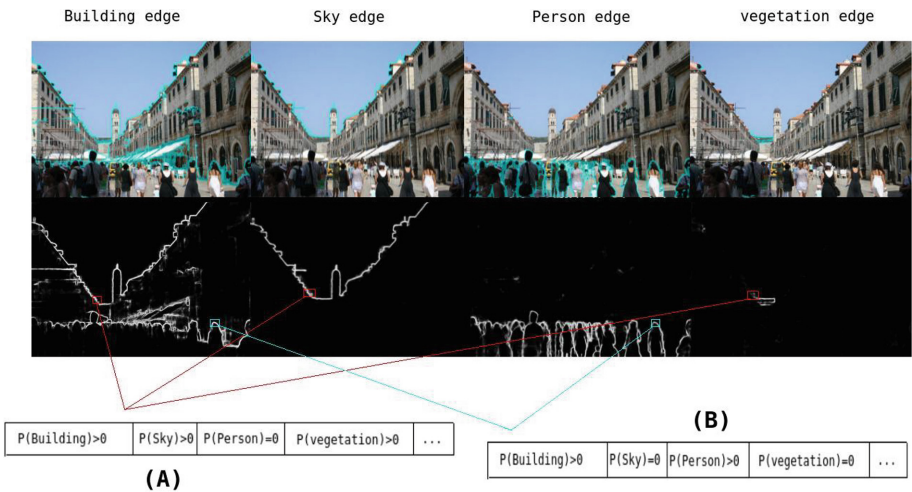 Building edge Sky edge Person edge vegetation edge
P(Building)>0 P(Sky)>0 P(Person)=0 P(vegetation)>0 ...
(A)
(B)
P(Building)>0 P(Sky)=0 P(Person)>0 P(vegetation)=0 ...